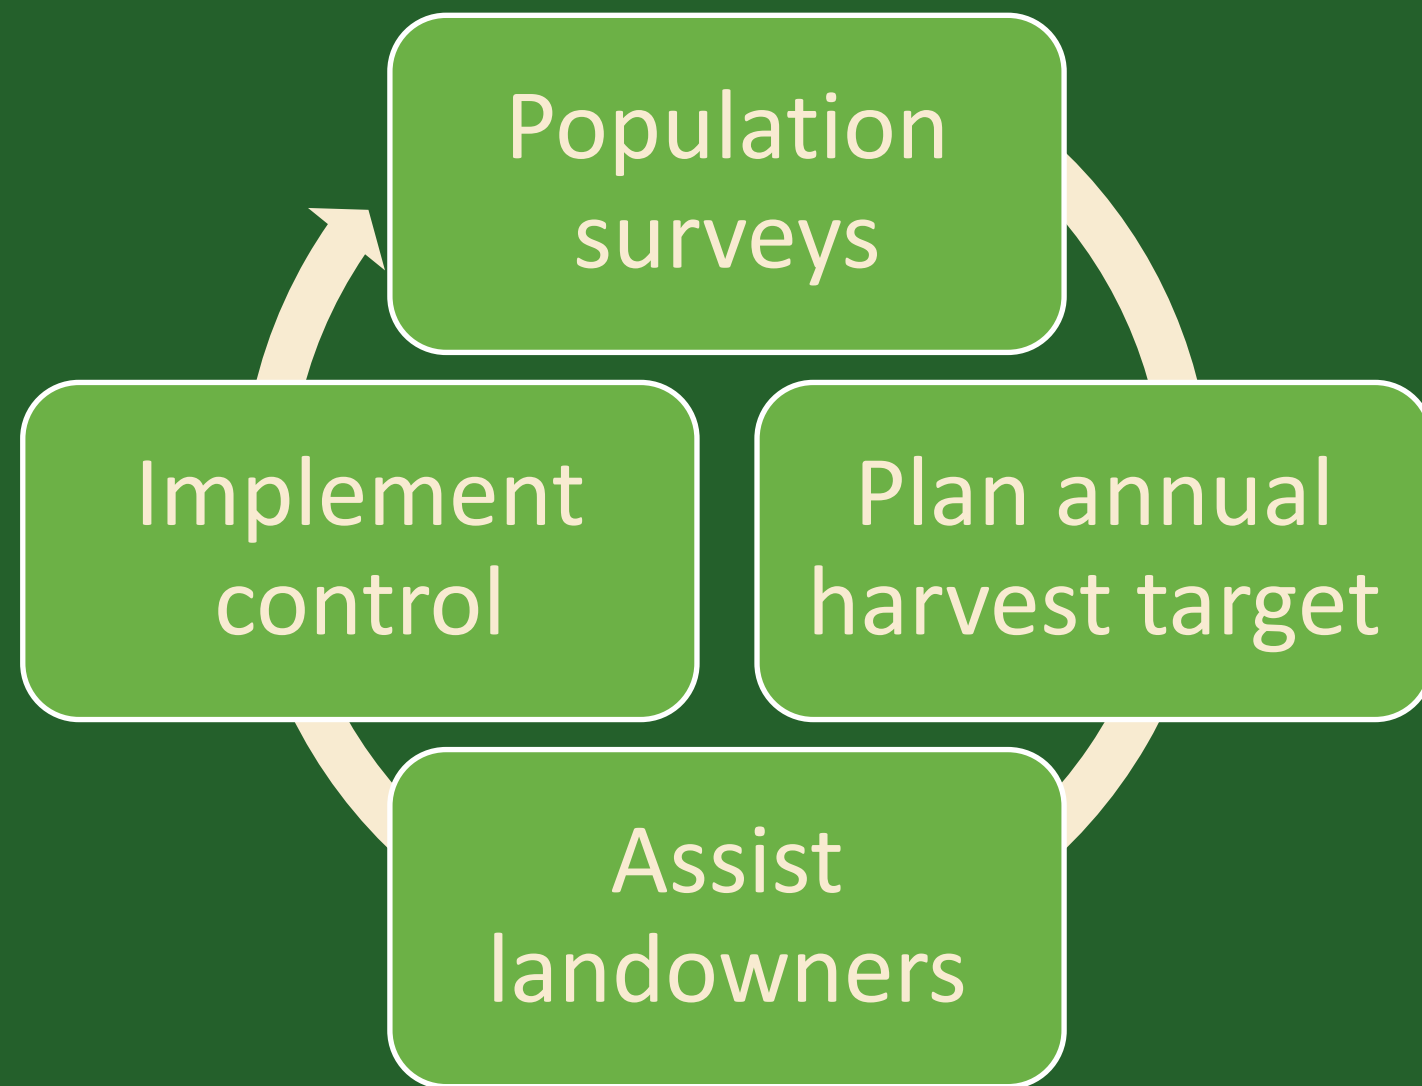 Population
surveys
Implement
control
Plan annual
harvest target
Assist
landowners